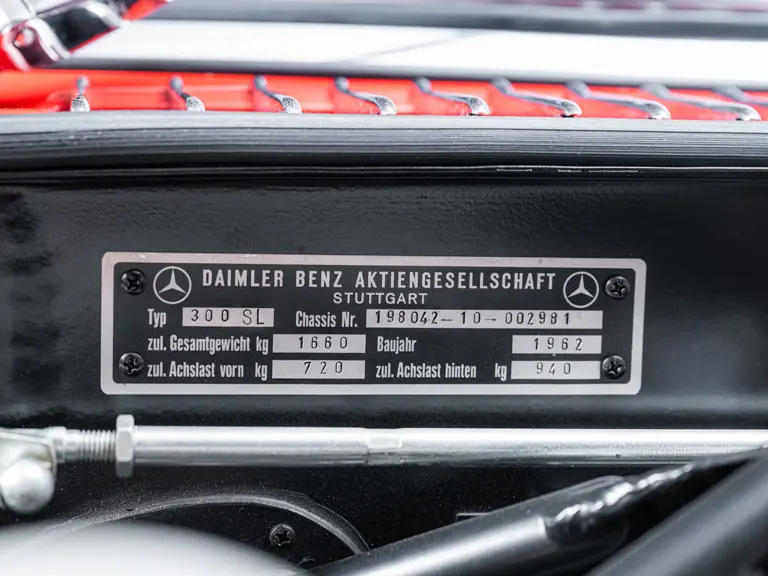 DAIMLER BENZ AKTIENGESELLSCHAFT
STUTTGART
Typ 300 SL Chassis Nr. 198042-10-002981
zul. Gesamtgewicht kg 1660 Baujahr 1962
zul. Achslast vorn kg 720 zul. Achslast hinten kg 940